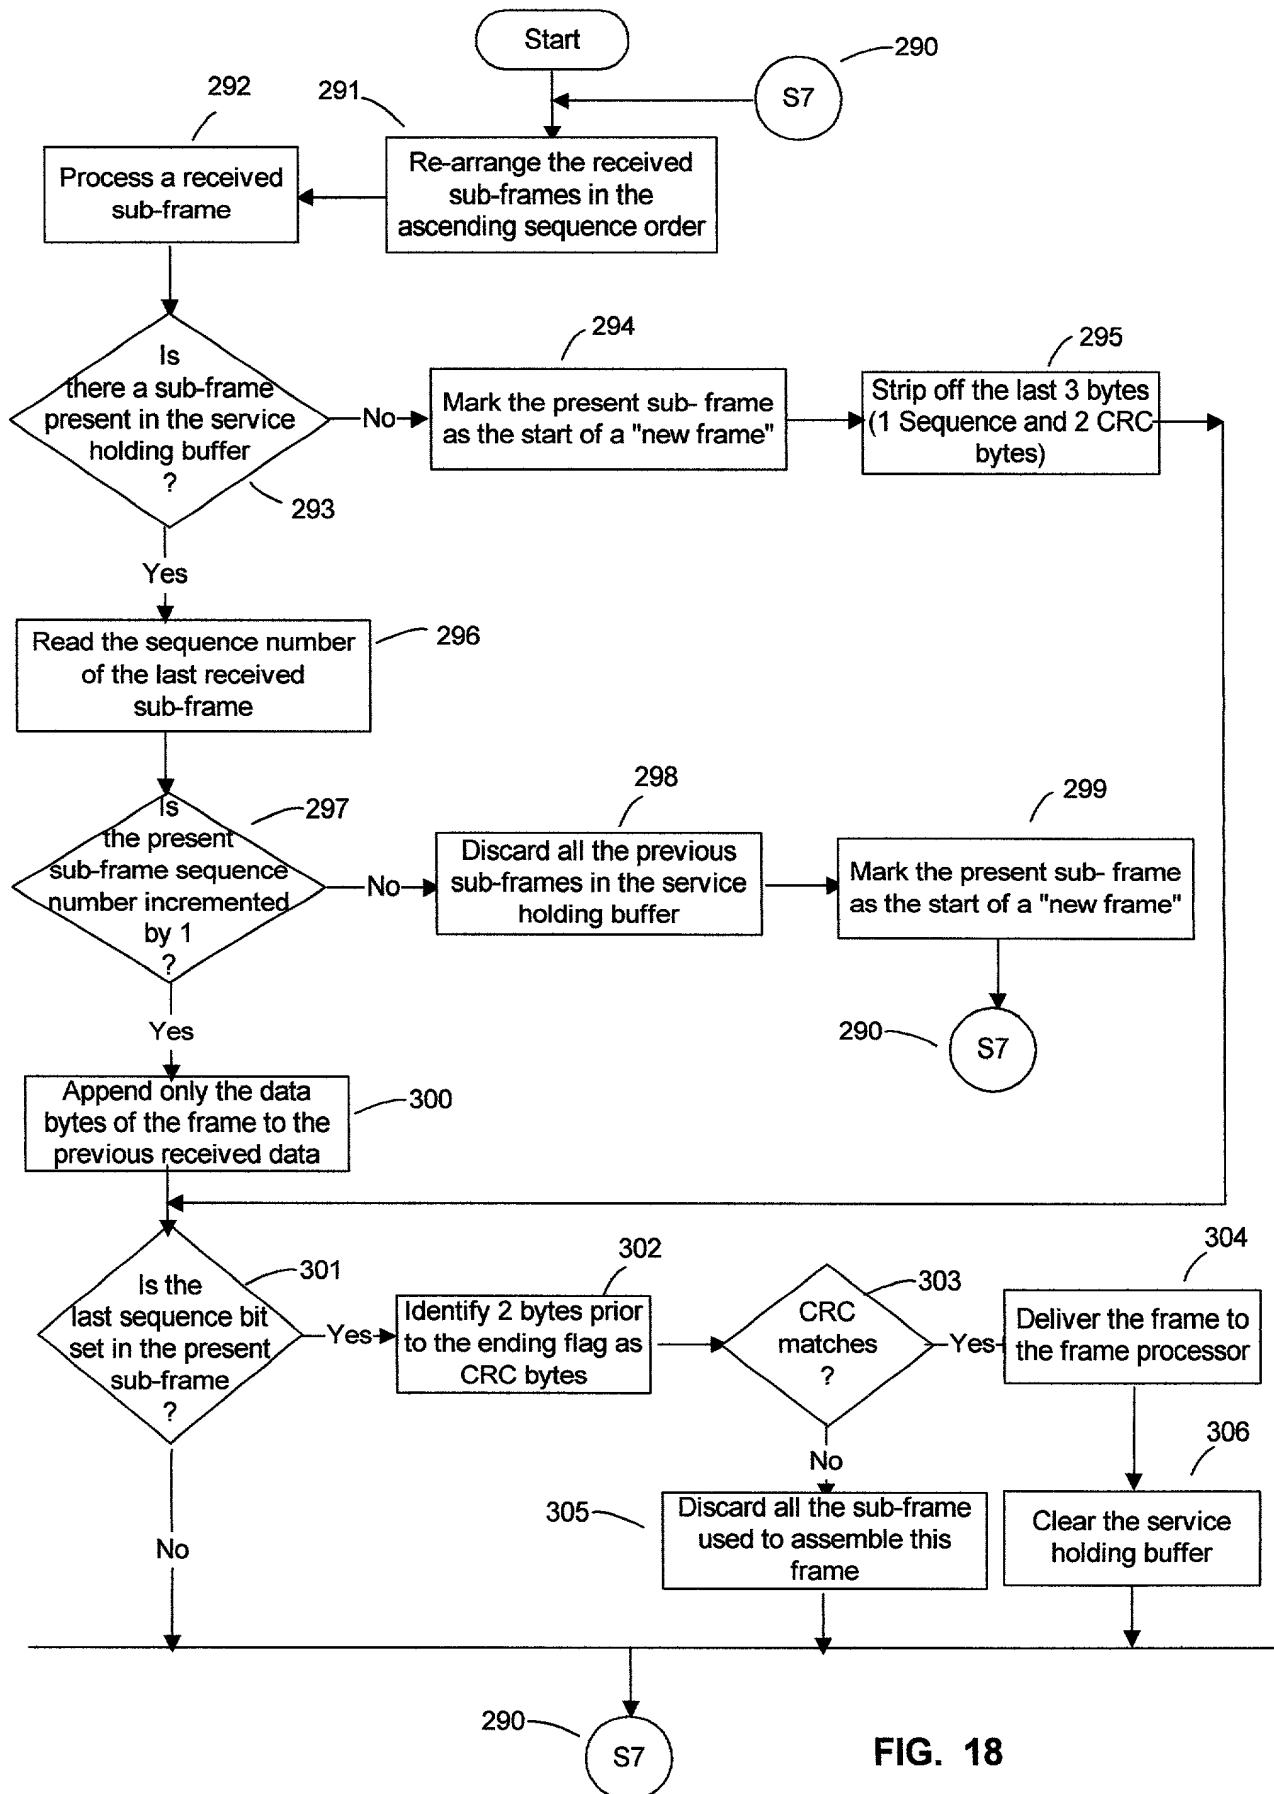 Start
290
S7
292
291
Process a received
sub-frame
Re-arrange the received
sub-frames in the
ascending sequence order
Is
there a sub-frame
present in the service
holding buffer
?
293
No
294
Mark the present sub- frame
as the start of a "new frame"
295
Strip off the last 3 bytes
(1 Sequence and 2 CRC
bytes)
Yes
Read the sequence number
of the last received
sub-frame
296
Is
the present
sub-frame sequence
number incremented
by 1
?
297
No
298
Discard all the previous
sub-frames in the service
holding buffer
299
Mark the present sub- frame
as the start of a "new frame"
290
S7
Yes
Append only the data
bytes of the frame to the
previous received data
300
Is the
last sequence bit
set in the present
sub-frame
?
301
Yes
302
Identify 2 bytes prior
to the ending flag as
CRC bytes
CRC
matches
?
303
Yes
304
Deliver the frame to
the frame processor
No
No
305
Discard all the sub-frame
used to assemble this
frame
306
Clear the service
holding buffer
290
S7
FIG. 18